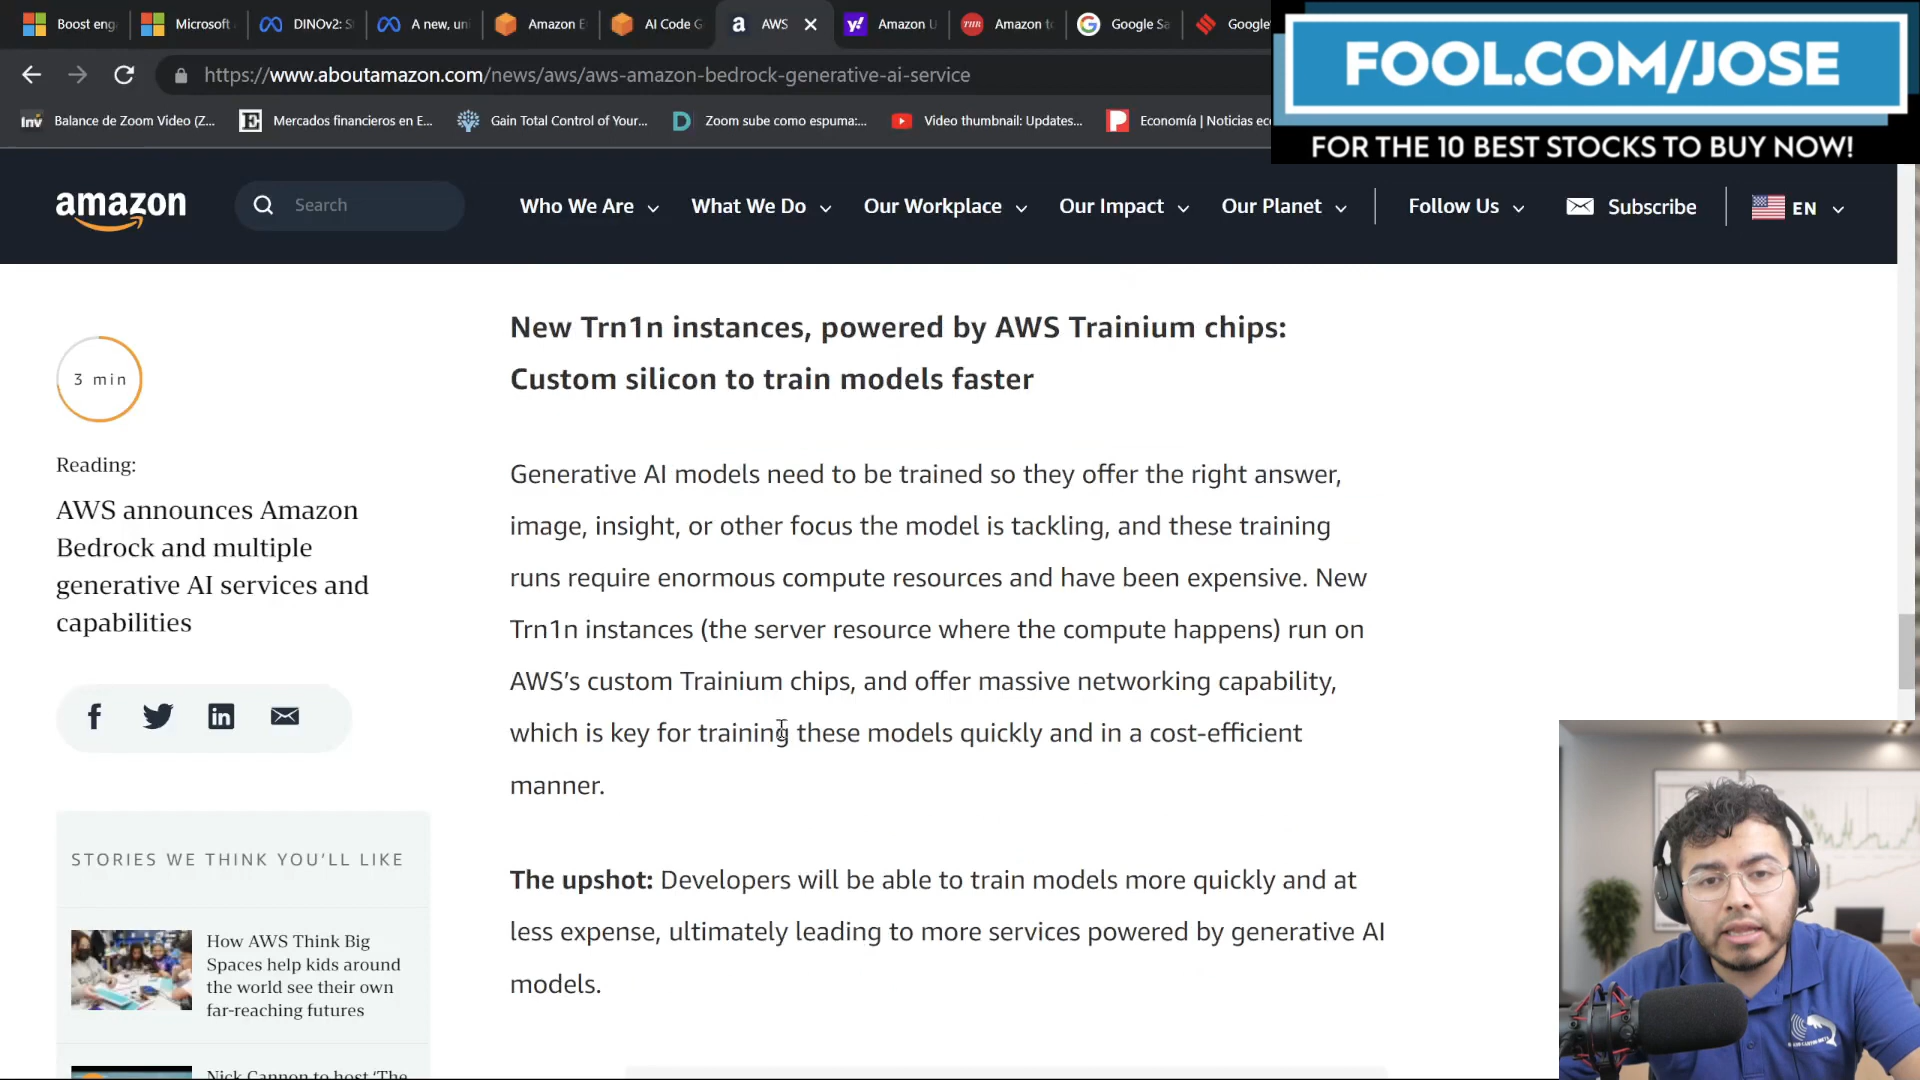 Boost eng
Microsoft
DINOv2: S
A new, un
Amazon E
AI Code G
AWS
Amazon U
Amazon to
Google Sa
Google
FOOL.COM/JOSE
FOR THE 10 BEST STOCKS TO BUY NOW!
https://www.aboutamazon.com/news/aws/aws-amazon-bedrock-generative-ai-service
Inv Balance de Zoom Video (Z...
E Mercados financieros en E...
Gain Total Control of Your...
Zoom sube como espuma:...
Video thumbnail: Updates...
Economía | Noticias ec
amazon
Search
Who We Are
What We Do
Our Workplace
Our Impact
Our Planet
Follow Us
Subscribe
EN
3 min
Reading:
AWS announces Amazon
Bedrock and multiple
generative AI services and
capabilities
STORIES WE THINK YOU’LL LIKE
How AWS Think Big
Spaces help kids around
the world see their own
far-reaching futures
Nick Cannon to host ‘The
New Trn1n instances, powered by AWS Trainium chips:
Custom silicon to train models faster
Generative AI models need to be trained so they offer the right answer,
image, insight, or other focus the model is tackling, and these training
runs require enormous compute resources and have been expensive. New
Trn1n instances (the server resource where the compute happens) run on
AWS’s custom Trainium chips, and offer massive networking capability,
which is key for training these models quickly and in a cost-efficient
manner.
The upshot: Developers will be able to train models more quickly and at
less expense, ultimately leading to more services powered by generative AI
models.